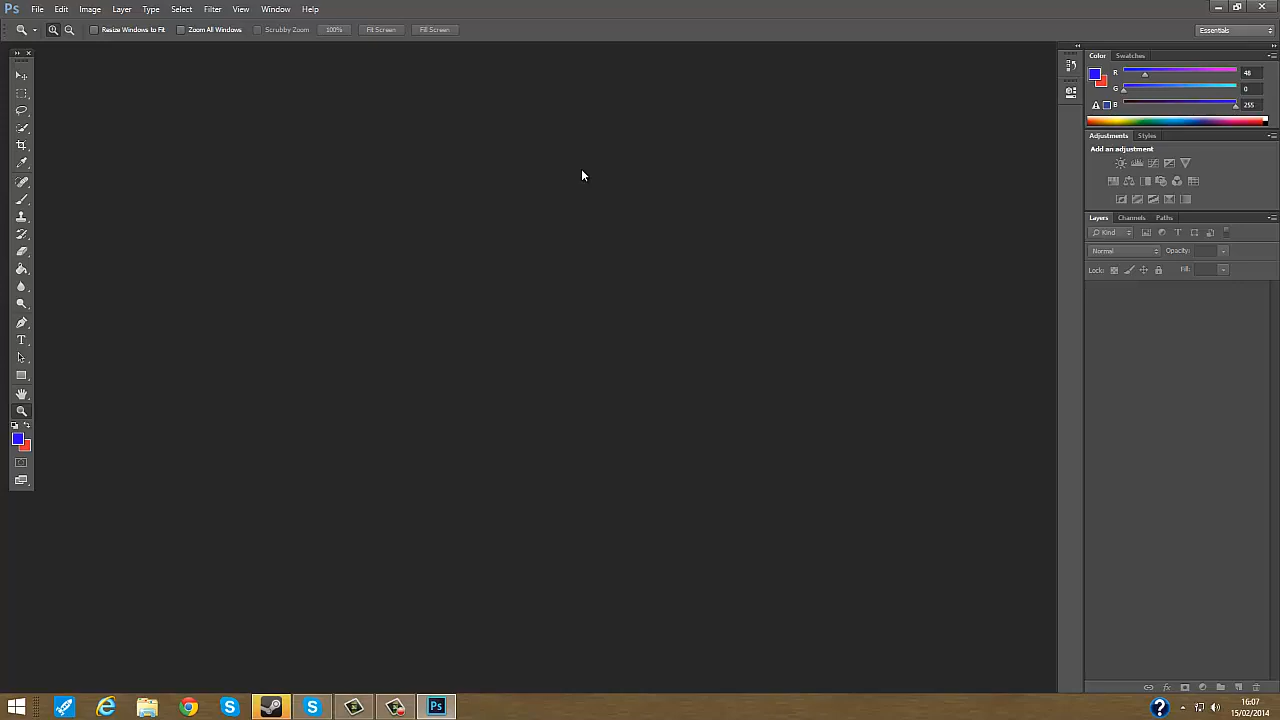 Ps File Edit Image Layer Type Select Filter View Window Help
Resize Windows to Fit Zoom All Windows Scrubby Zoom 100% Fit Screen Fill Screen Essentials
Color Swatches
R 48
G 0
B 255
Adjustments Styles
Add an adjustment
Layers Channels Paths
Kind
Normal Opacity:
Lock: Fill:
T
Ps
16:07
15/02/2014